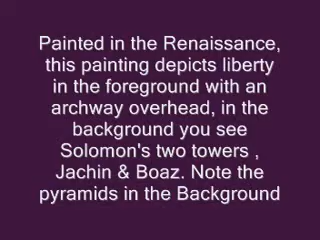 Painted in the Renaissance,
this painting depicts liberty
in the foreground with an
archway overhead, in the
background you see
Solomon's two towers ,
Jachin & Boaz. Note the
pyramids in the Background